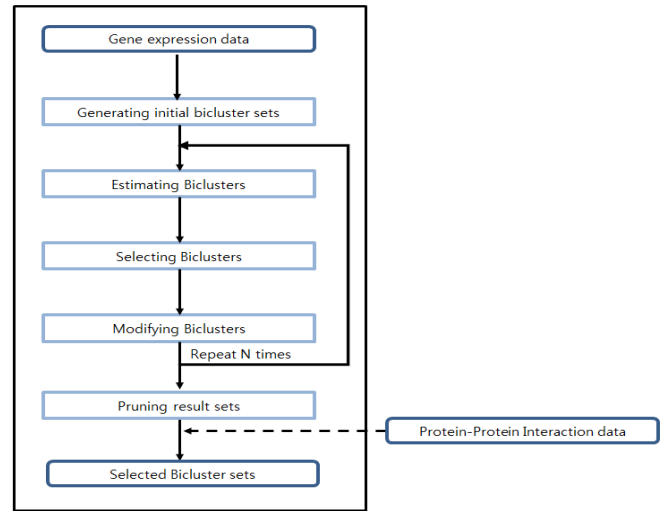 Gene expression data
Generating initial bicluster sets
Estimating Biclusters
Selecting Biclusters
Modifying Biclusters
Repeat N times
Pruning result sets
Protein-Protein Interaction data
Selected Bicluster sets